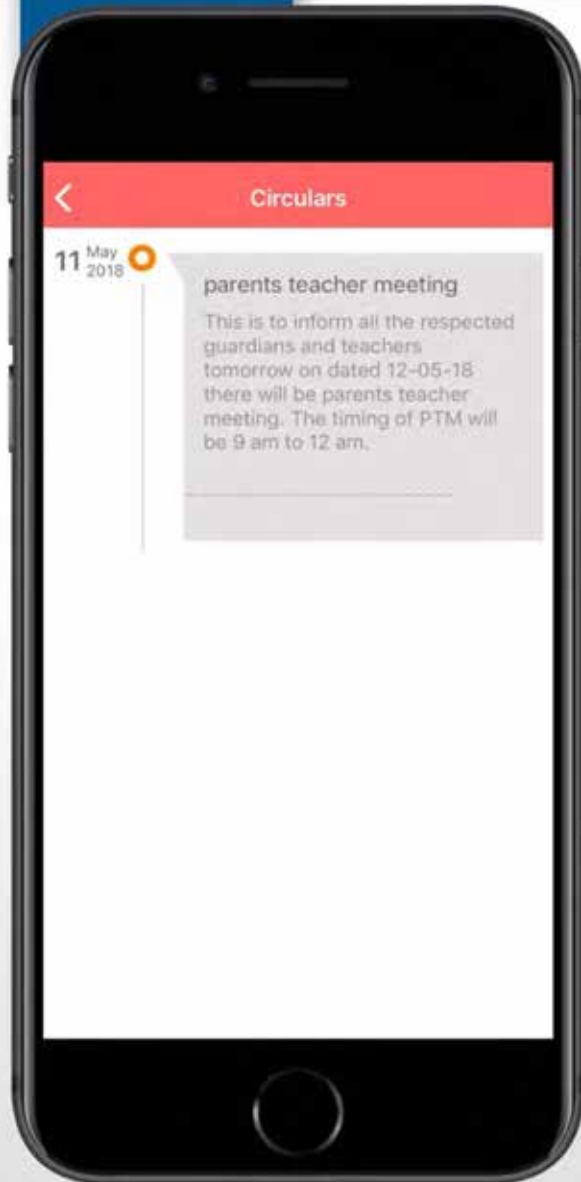 Circulars
11 May
2018
parents teacher meeting
This is to inform all the respected
guardians and teachers
tomorrow on dated 12-05-18
there will be parents teacher
meeting. The timing of PTM will
be 9 am to 12 am.